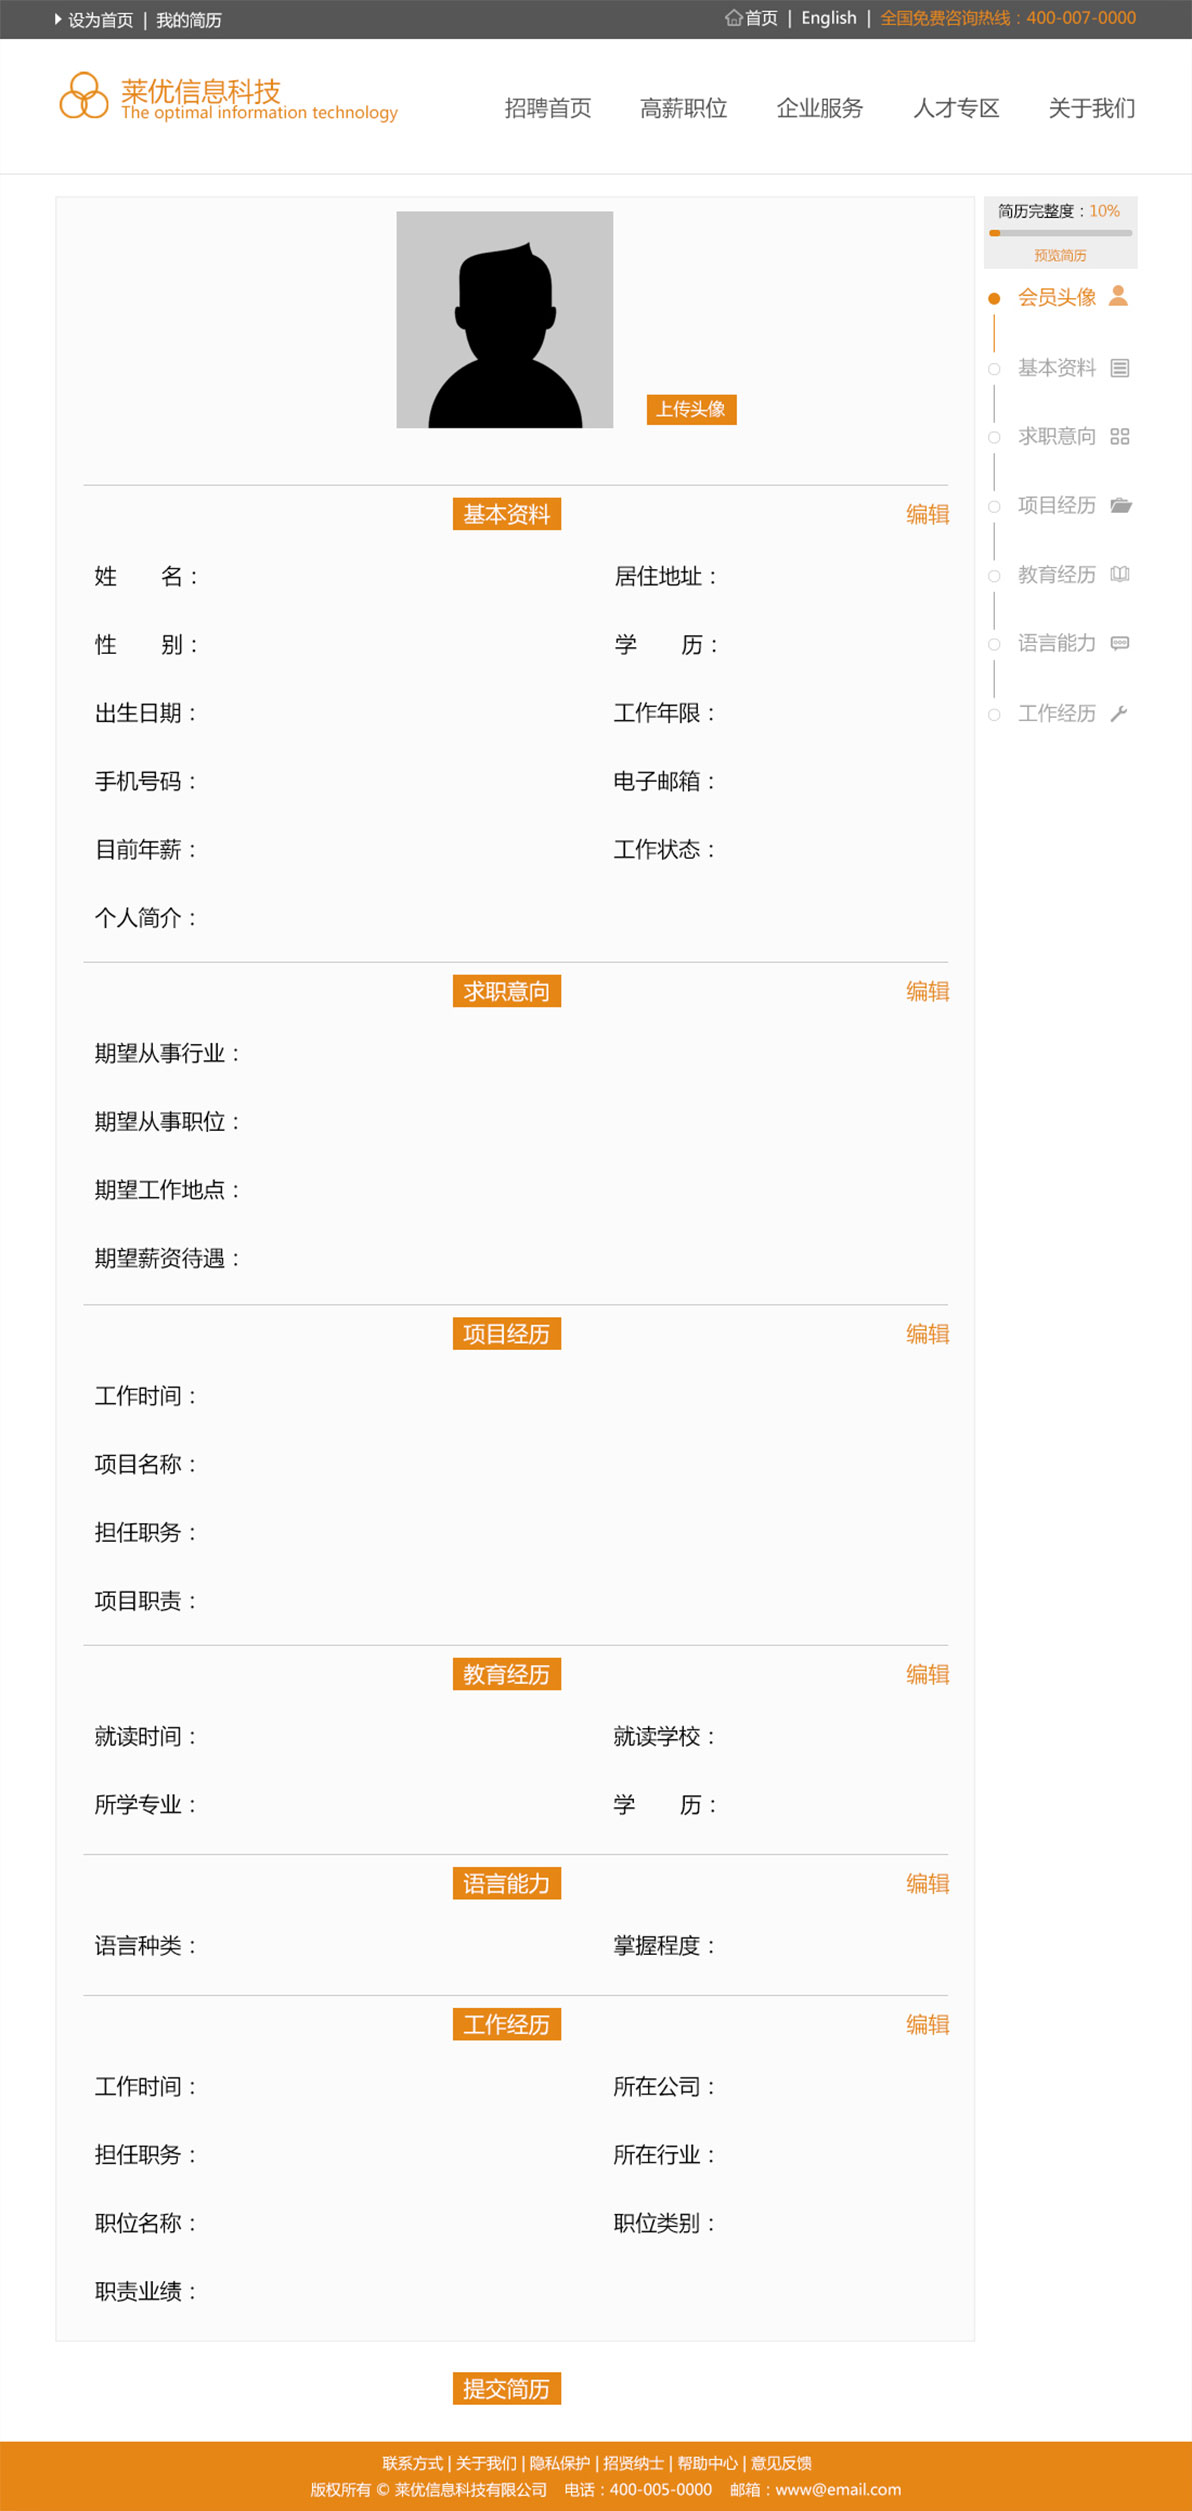 设为首页 | 我的简历
首页 | English | 全国免费咨询热线：400-007-0000
莱优信息科技
The optimal information technology
招聘首页 高薪职位 企业服务 人才专区 关于我们
简历完整度：10%
预览简历
会员头像
基本资料
求职意向
项目经历
教育经历
语言能力
工作经历
上传头像
基本资料 编辑
姓 名： 居住地址：
性 别： 学 历：
出生日期： 工作年限：
手机号码： 电子邮箱：
目前年薪： 工作状态：
个人简介：
求职意向 编辑
期望从事行业：
期望从事职位：
期望工作地点：
期望薪资待遇：
项目经历 编辑
工作时间：
项目名称：
担任职务：
项目职责：
教育经历 编辑
就读时间： 就读学校：
所学专业： 学 历：
语言能力 编辑
语言种类： 掌握程度：
工作经历 编辑
工作时间： 所在公司：
担任职务： 所在行业：
职位名称： 职位类别：
职责业绩：
提交简历
联系方式 | 关于我们 | 隐私保护 | 招贤纳士 | 帮助中心 | 意见反馈
版权所有 © 莱优信息科技有限公司 电话：400-005-0000 邮箱：www@email.com